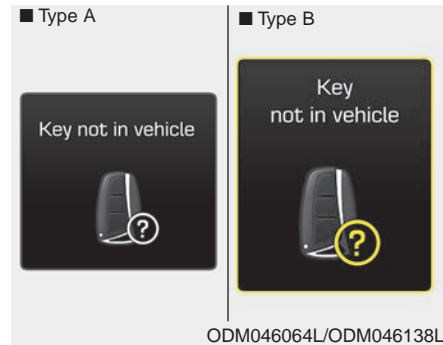 ■ Type A
Key not in vehicle
?
■ Type B
Key
not in vehicle
?
ODM046064L/ODM046138L